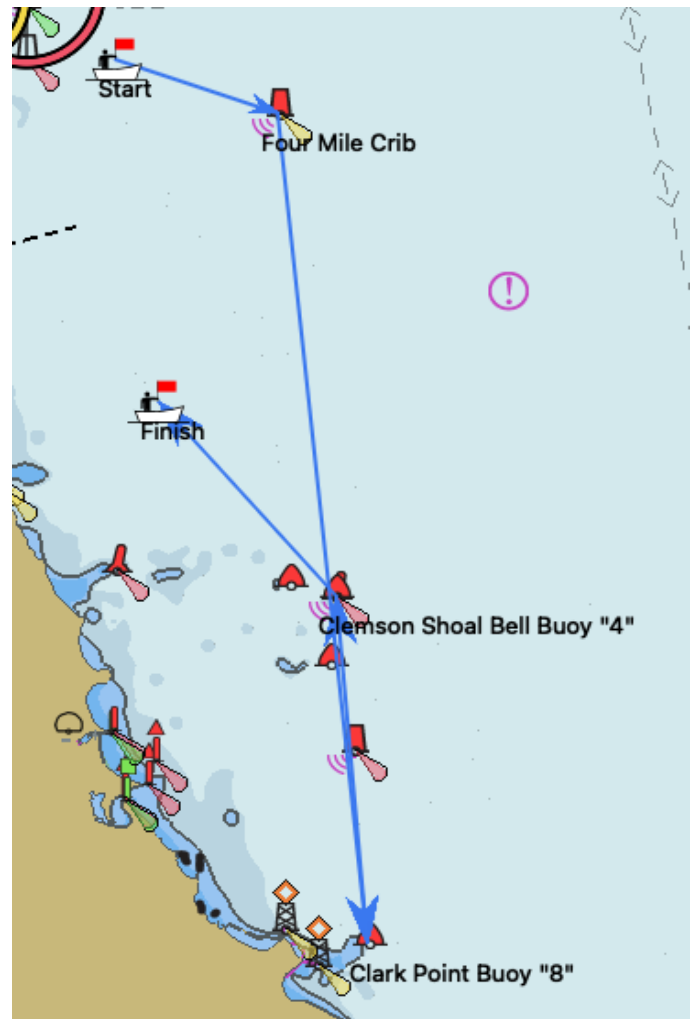 Start
Four Mile Crib
Finish
Clemson Shoal Bell Buoy "4"
Clark Point Buoy "8"